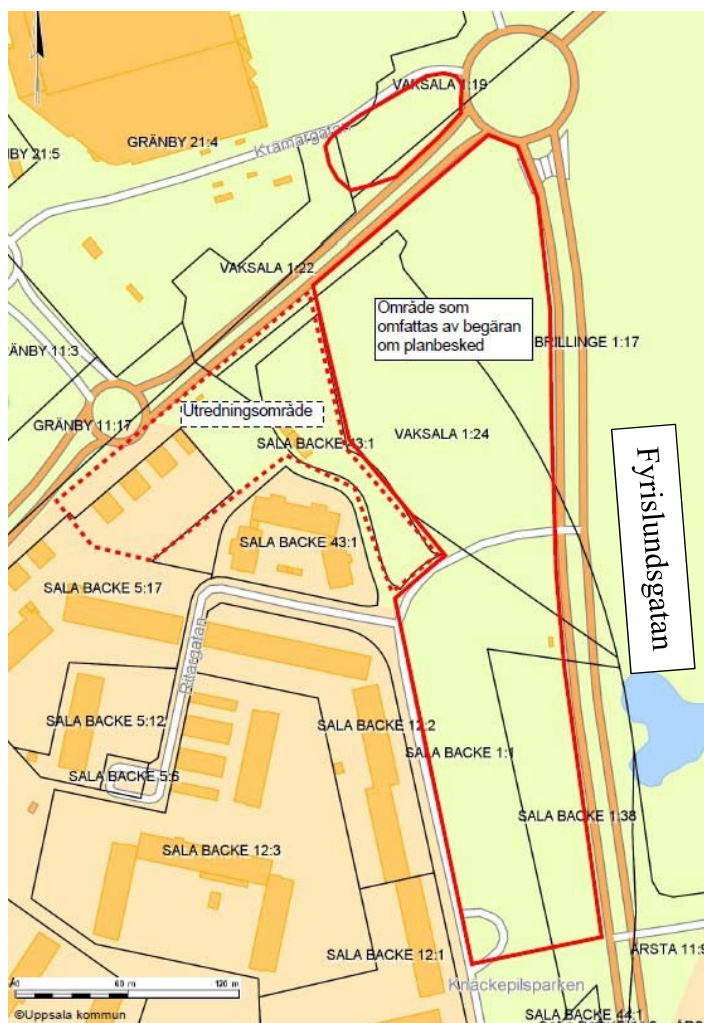 VAKSALA 1:19
GRÄNBY 21:4
Kramargatan
BY 21:5
VAKSALA 1:22
Område som
omfattas av begäran
om planbesked
BRILLINGE 1:17
ÄNBY 11:3
Utredningsområde
GRÄNBY 11:17
VAKSALA 1:24
SALA BACKE 43:1
Fyrislundsgatan
SALA BACKE 43:1
SALA BACKE 5:17
Ritargatan
SALA BACKE 5:12
SALA BACKE 12:2
SALA BACKE 1:1
SALA BACKE 5:6
SALA BACKE 1:38
SALA BACKE 12:3
SALA BACKE 12:1
ÅRSTA 11:9
Knäckepilsparken
0 60 m 120 m
©Uppsala kommun
SALA BACKE 44:1